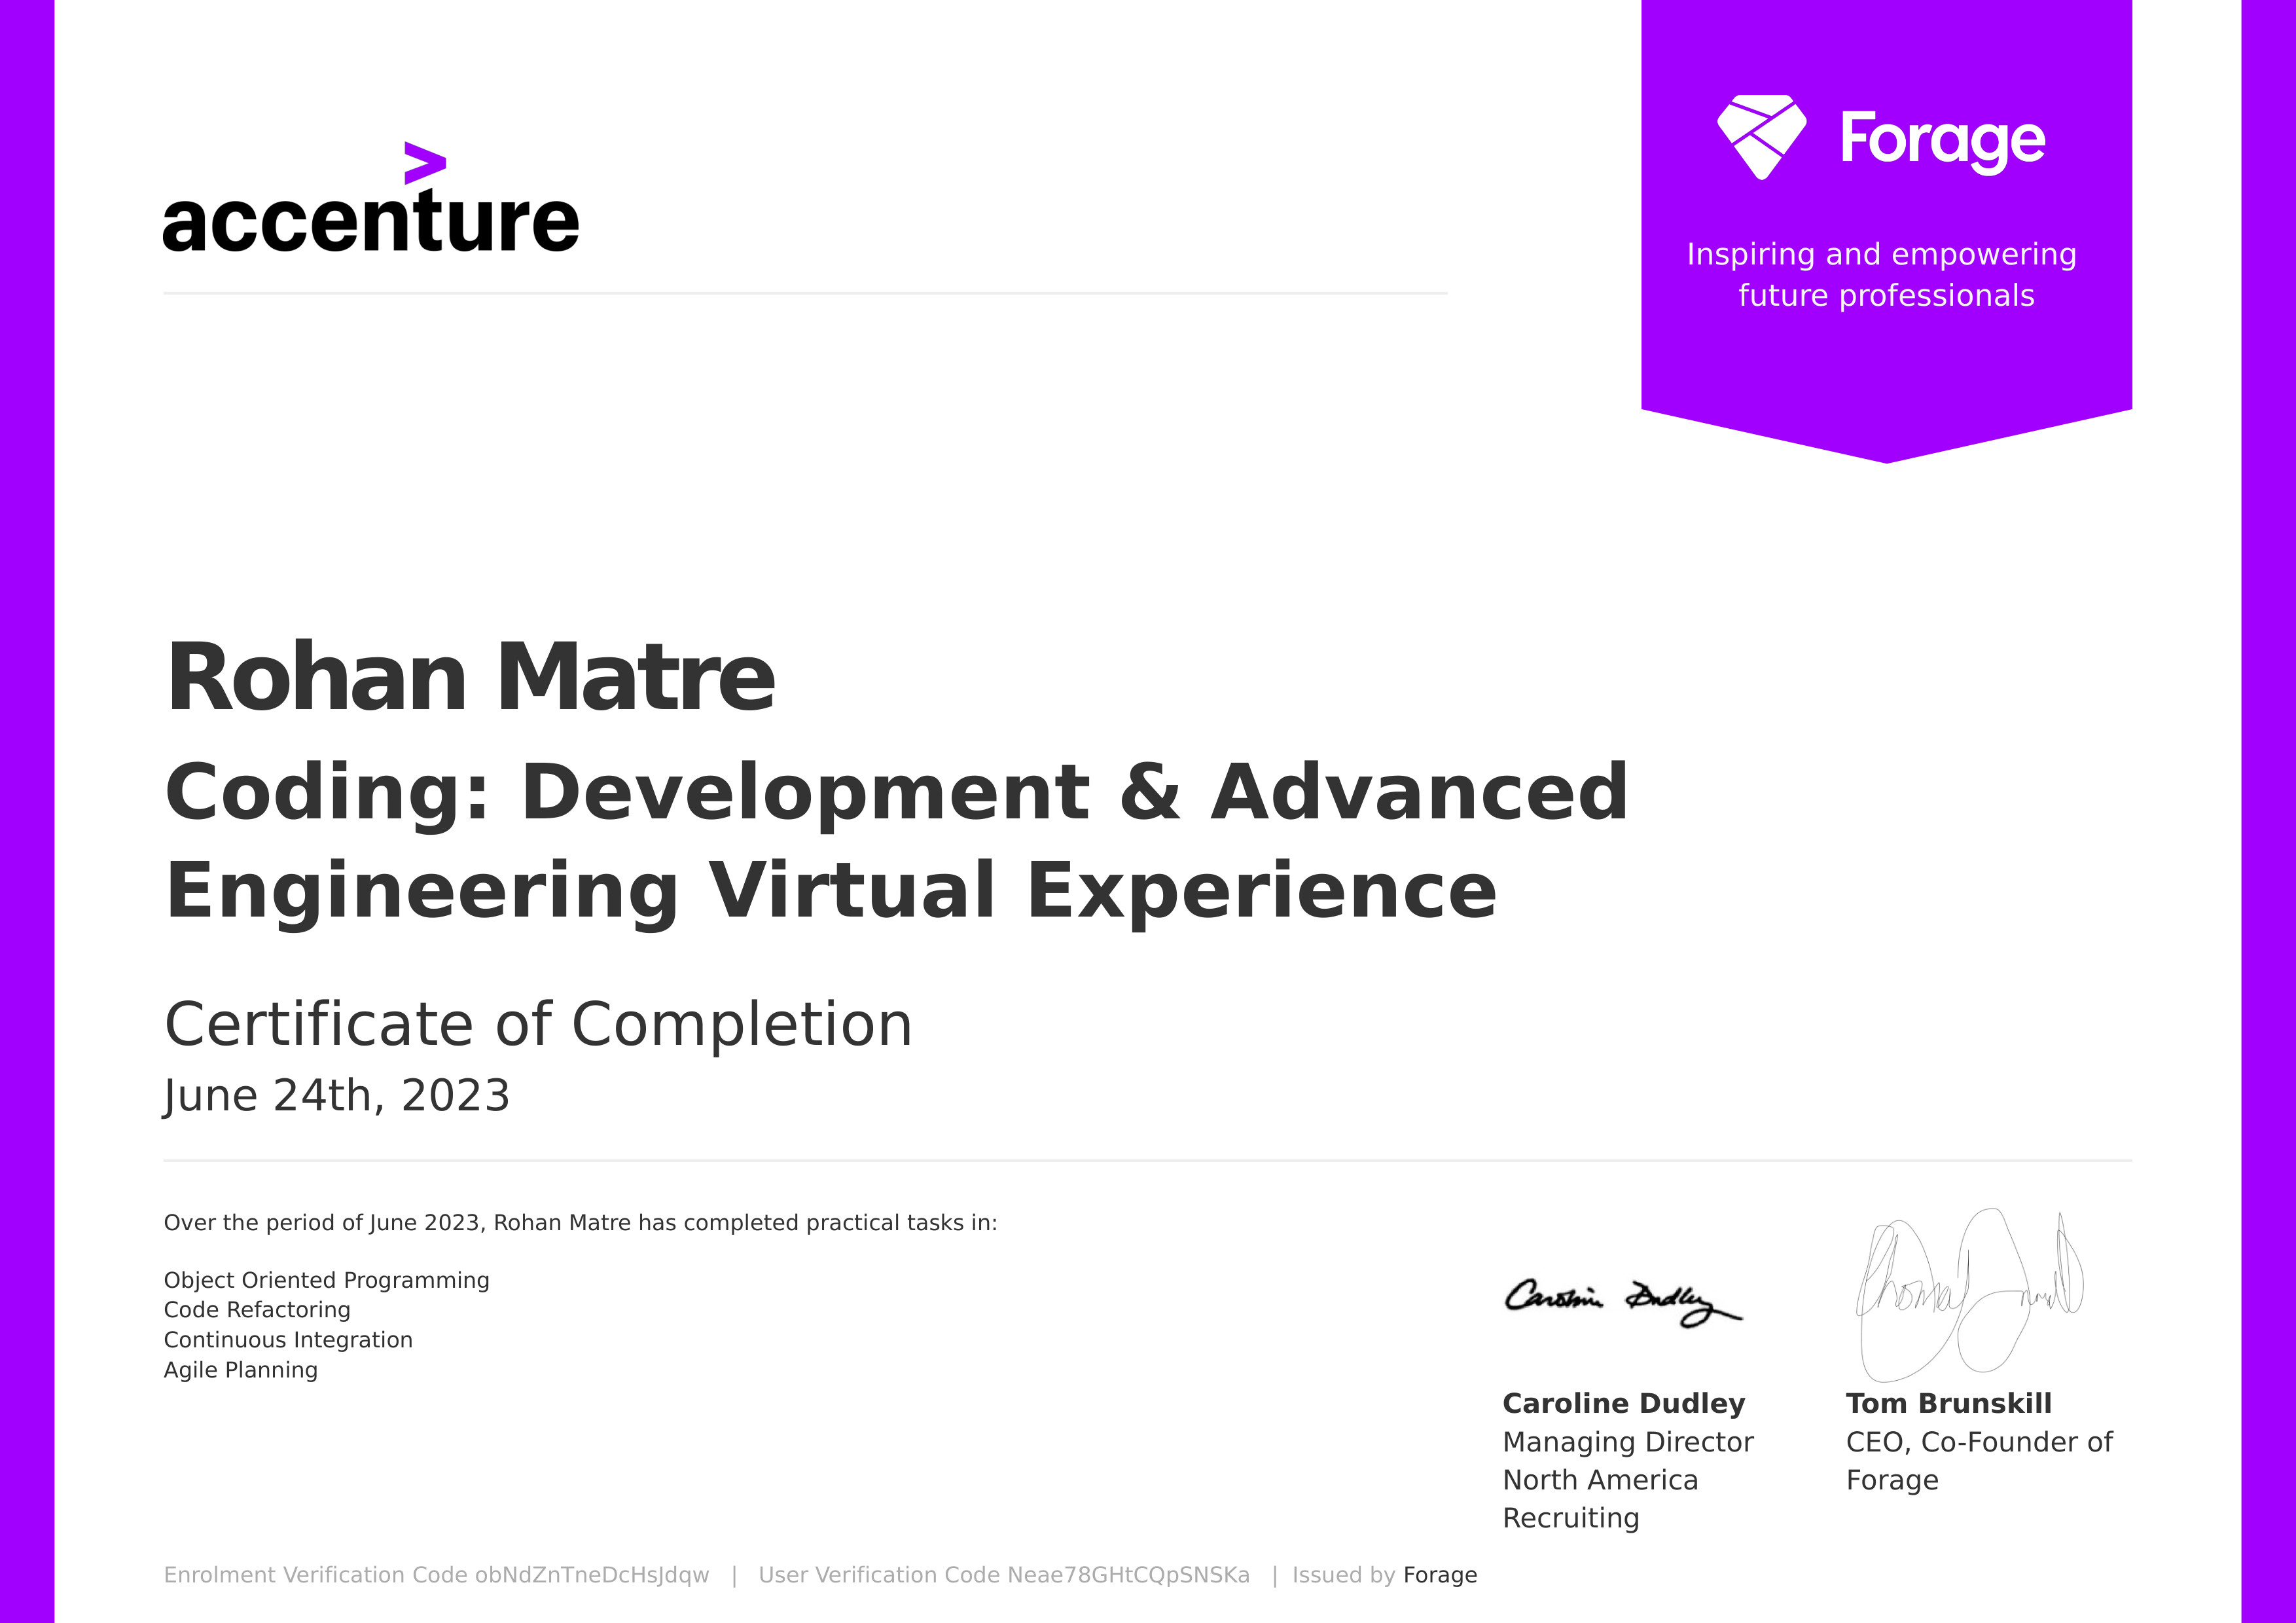 accenture
>
Forage
Inspiring and empowering
future professionals
Rohan Matre
Coding: Development & Advanced
Engineering Virtual Experience
Certificate of Completion
June 24th, 2023
Over the period of June 2023, Rohan Matre has completed practical tasks in:
Object Oriented Programming
Code Refactoring
Continuous Integration
Agile Planning
Caroline Dudley
Caroline Dudley
Managing Director
North America
Recruiting
Tom Brunskill
CEO, Co-Founder of
Forage
Enrolment Verification Code obNdZnTneDcHsJdqw | User Verification Code Neae78GHtCQpSNSKa | Issued by Forage